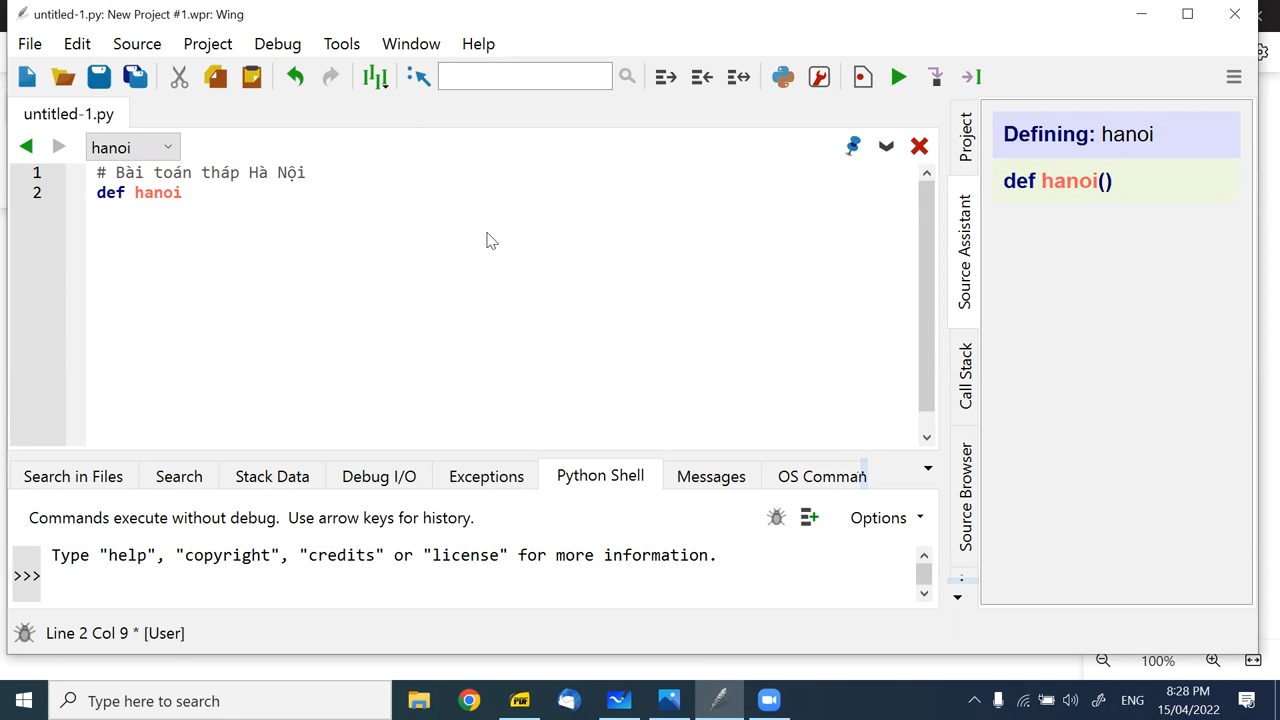 untitled-1.py: New Project #1.wpr: Wing
File Edit Source Project Debug Tools Window Help
untitled-1.py
hanoi
1 # Bài toán tháp Hà Nội
2 def hanoi
Project
Source Assistant
Call Stack
Source Browser
Defining: hanoi
def hanoi()
Search in Files Search Stack Data Debug I/O Exceptions Python Shell Messages OS Comman
Commands execute without debug. Use arrow keys for history.
Options
Type "help", "copyright", "credits" or "license" for more information.
>>>
Line 2 Col 9 * [User]
100%
Type here to search
PDF
ENG
8:28 PM
15/04/2022